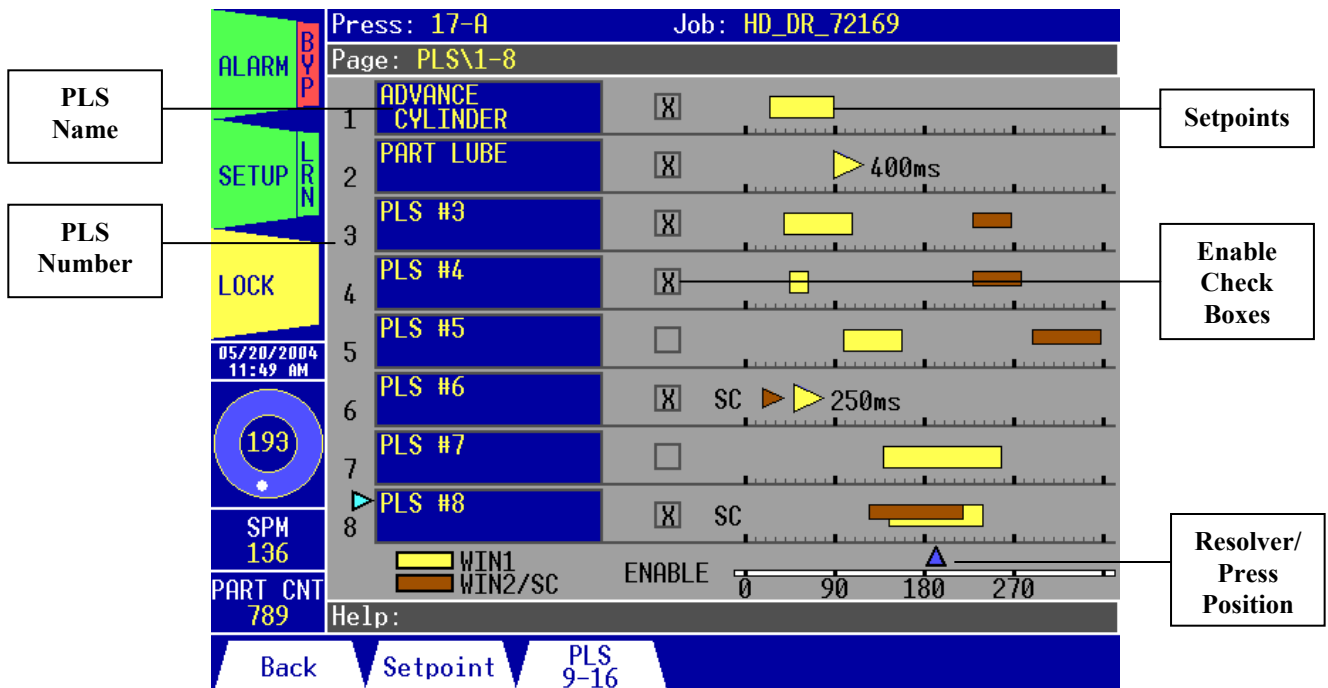 Press: 17-A Job: HD_DR_72169
Page: PLS\1-8
ALARM
BYP
SETUP
LRN
LOCK
05/20/2004
11:49 AM
193
SPM
136
PART CNT
789
PLS
Name
PLS
Number
1 ADVANCE
CYLINDER X
2 PART LUBE X 400ms
3 PLS #3 X
4 PLS #4 X
5 PLS #5
6 PLS #6 X SC 250ms
7 PLS #7
8 PLS #8 X SC
WIN1
WIN2/SC
ENABLE 0 90 180 270
Help:
Back Setpoint PLS
9-16
Setpoints
Enable
Check
Boxes
Resolver/
Press
Position